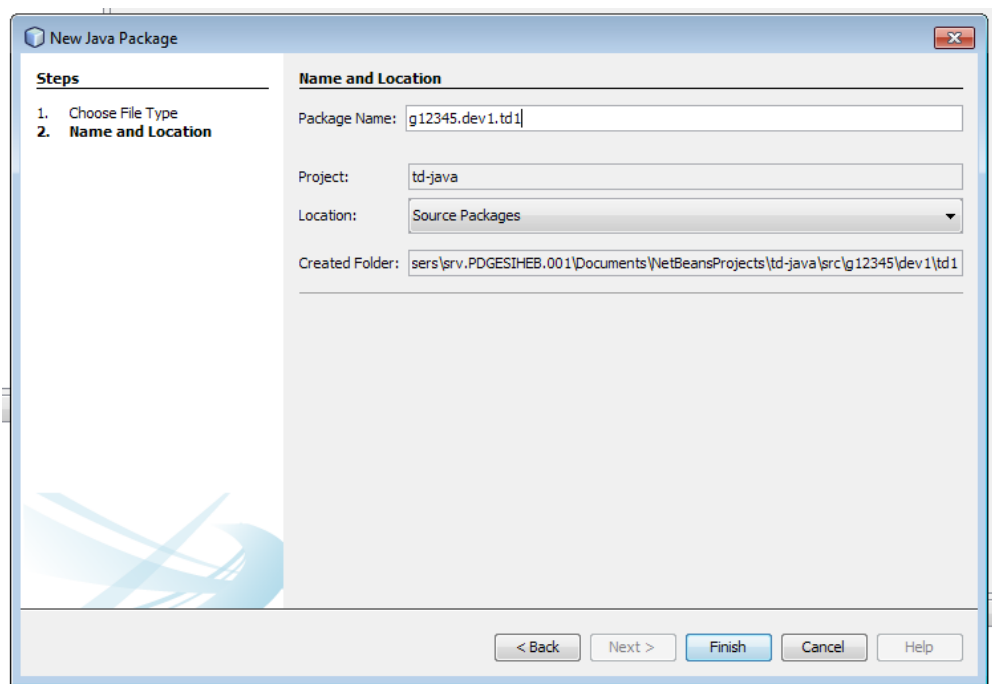 New Java Package
Steps
1. Choose File Type
2. Name and Location
Name and Location
Package Name: g12345.dev1.td1
Project: td-java
Location: Source Packages
Created Folder: sers\srv.PDGESIHEB.001\Documents\NetBeansProjects\td-java\src\g12345\dev1\td1
< Back Next > Finish Cancel Help